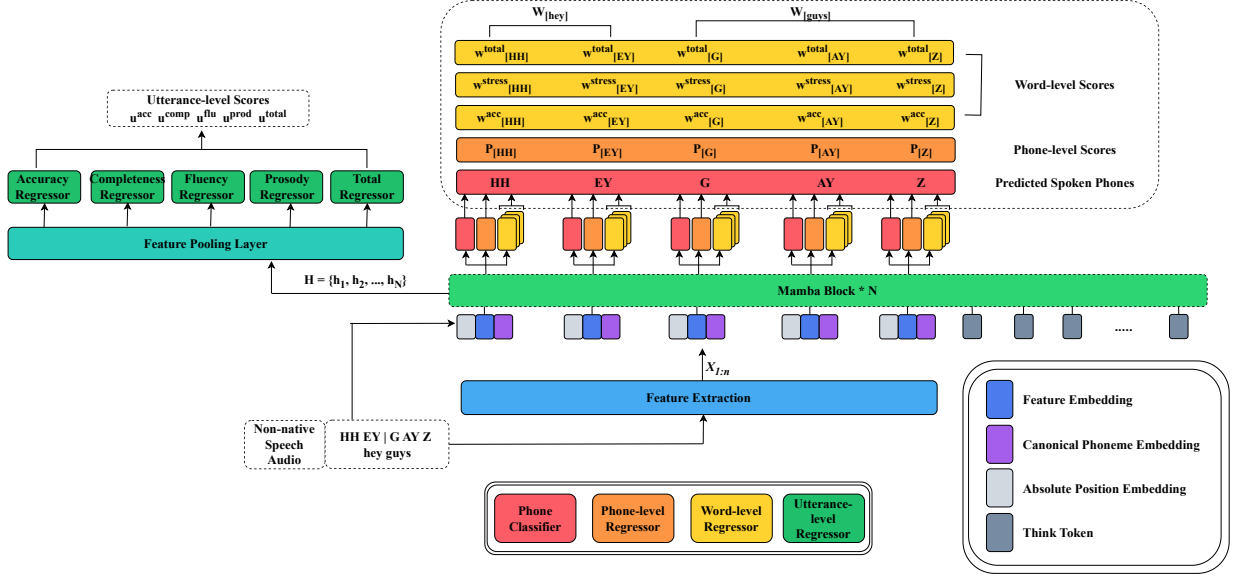 W[hey] W[guys]
w^total[HH] w^total[EY] w^total[G] w^total[AY] w^total[Z]
w^stress[HH] w^stress[EY] w^stress[G] w^stress[AY] w^stress[Z]
Word-level Scores
w^acc[HH] w^acc[EY] w^acc[G] w^acc[AY] w^acc[Z]
P[HH] P[EY] P[G] P[AY] P[Z]
Phone-level Scores
HH EY G AY Z
Predicted Spoken Phones
Utterance-level Scores
u^acc u^comp u^flu u^prod u^total
Accuracy
Regressor
Completeness
Regressor
Fluency
Regressor
Prosody
Regressor
Total
Regressor
Feature Pooling Layer
H = {h1, h2, ..., hN}
Mamba Block * N
.....
X1:n
Feature Extraction
Non-native
Speech
Audio
HH EY | G AY Z
hey guys
Phone
Classifier
Phone-level
Regressor
Word-level
Regressor
Utterance-
level
Regressor
Feature Embedding
Canonical Phoneme Embedding
Absolute Position Embedding
Think Token